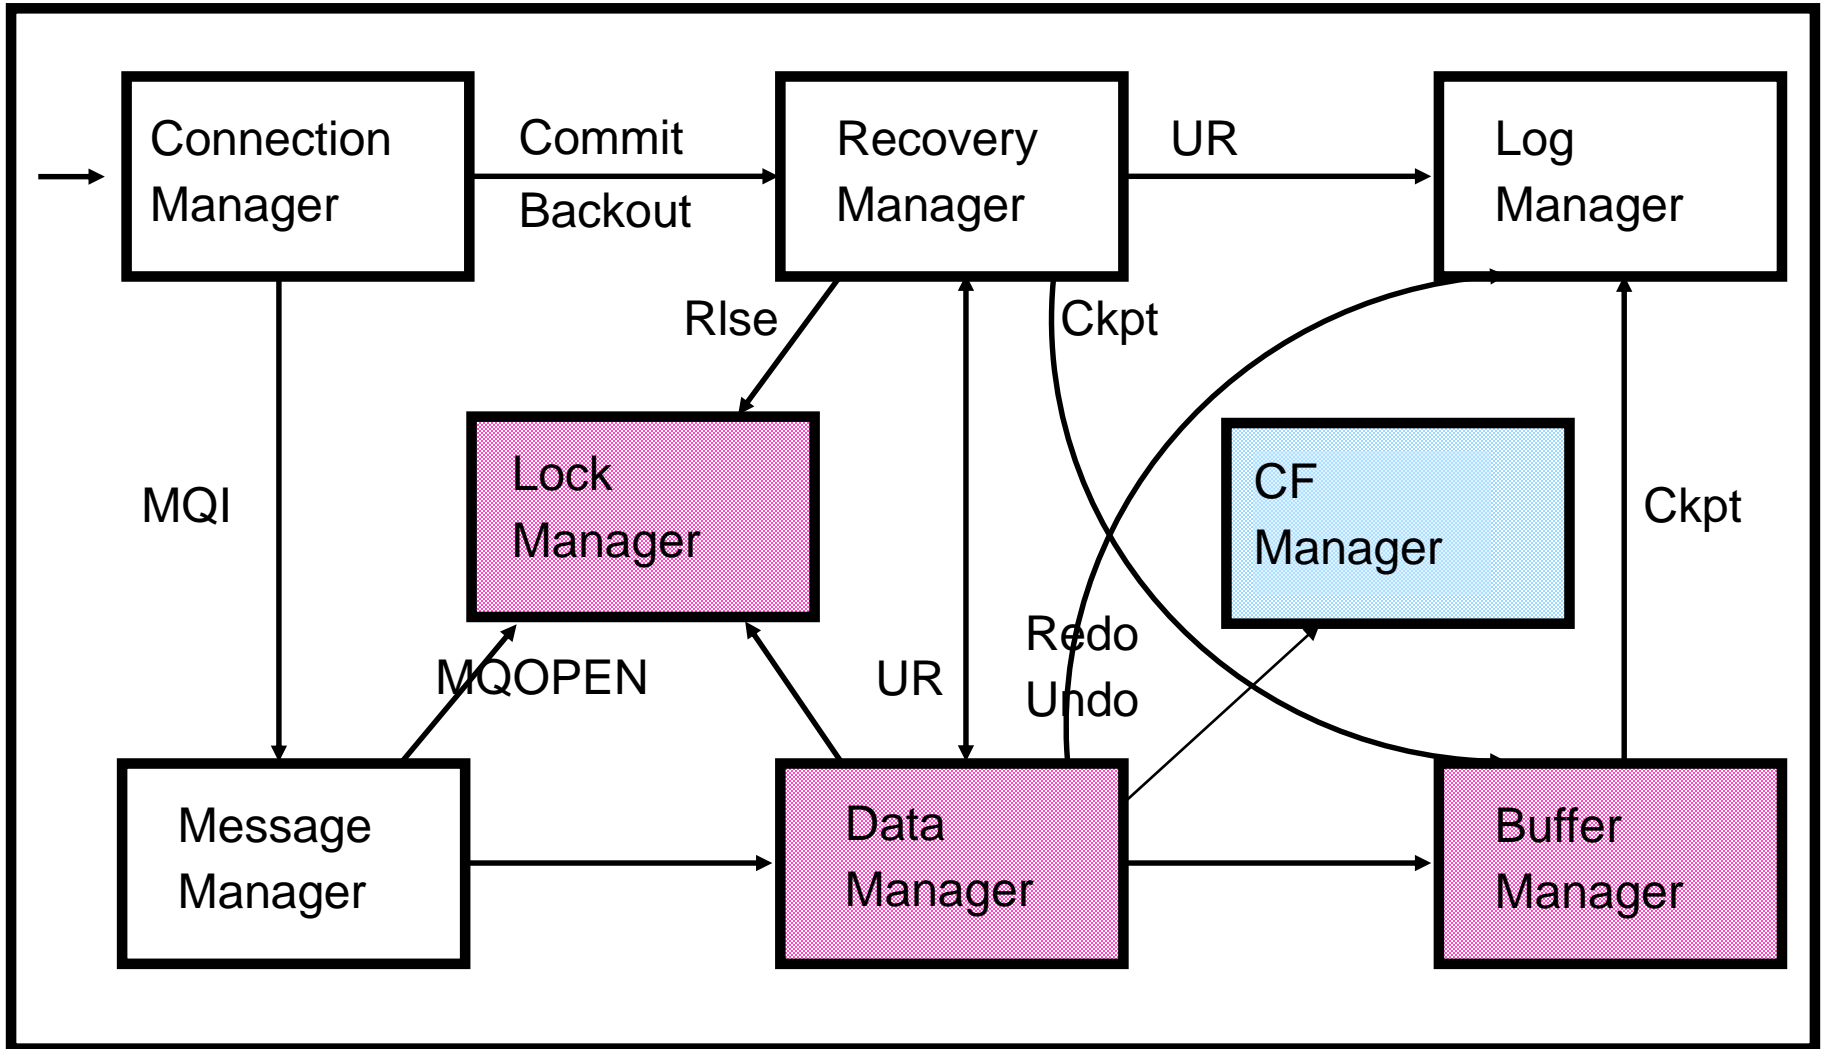 Connection
Manager
Commit
Backout
Recovery
Manager
UR
Log
Manager
Rlse
Ckpt
MQI
Lock
Manager
CF
Manager
Ckpt
MQOPEN
UR
Redo
Undo
Message
Manager
Data
Manager
Buffer
Manager